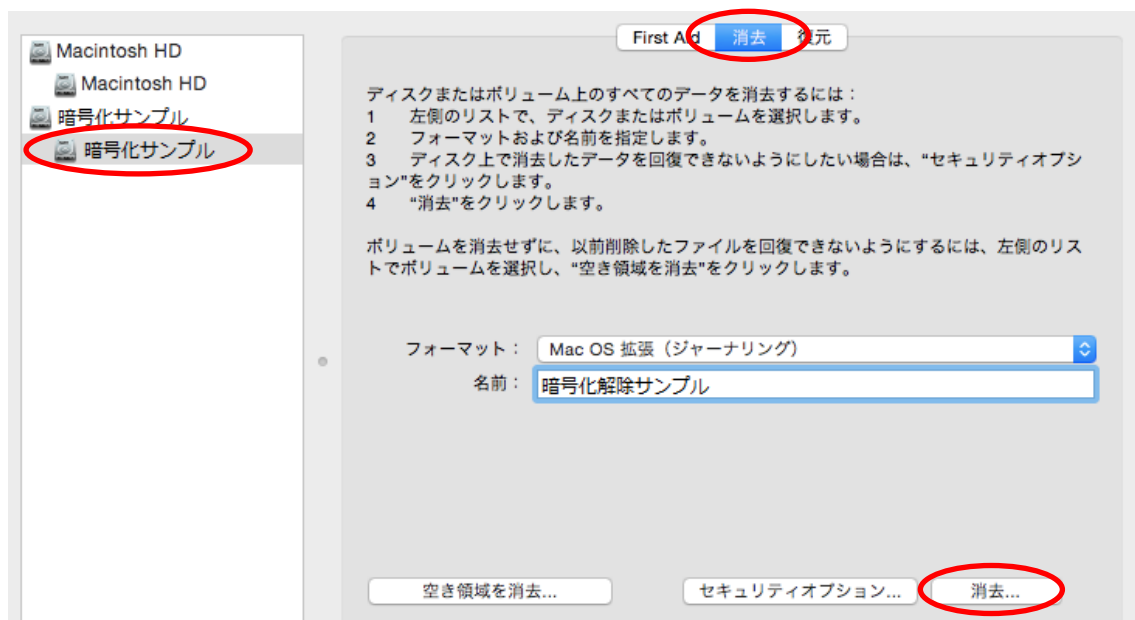 Macintosh HD
Macintosh HD
暗号化サンプル
暗号化サンプル
First Aid 消去 復元
ディスクまたはボリューム上のすべてのデータを消去するには：
1 左側のリストで、ディスクまたはボリュームを選択します。
2 フォーマットおよび名前を指定します。
3 ディスク上で消去したデータを回復できないようにしたい場合は、“セキュリティオプシ
ョン”をクリックします。
4 “消去”をクリックします。
ボリュームを消去せずに、以前削除したファイルを回復できないようにするには、左側のリス
トでボリュームを選択し、“空き領域を消去”をクリックします。
フォーマット： Mac OS 拡張（ジャーナリング）
名前： 暗号化解除サンプル
空き領域を消去... セキュリティオプション... 消去...